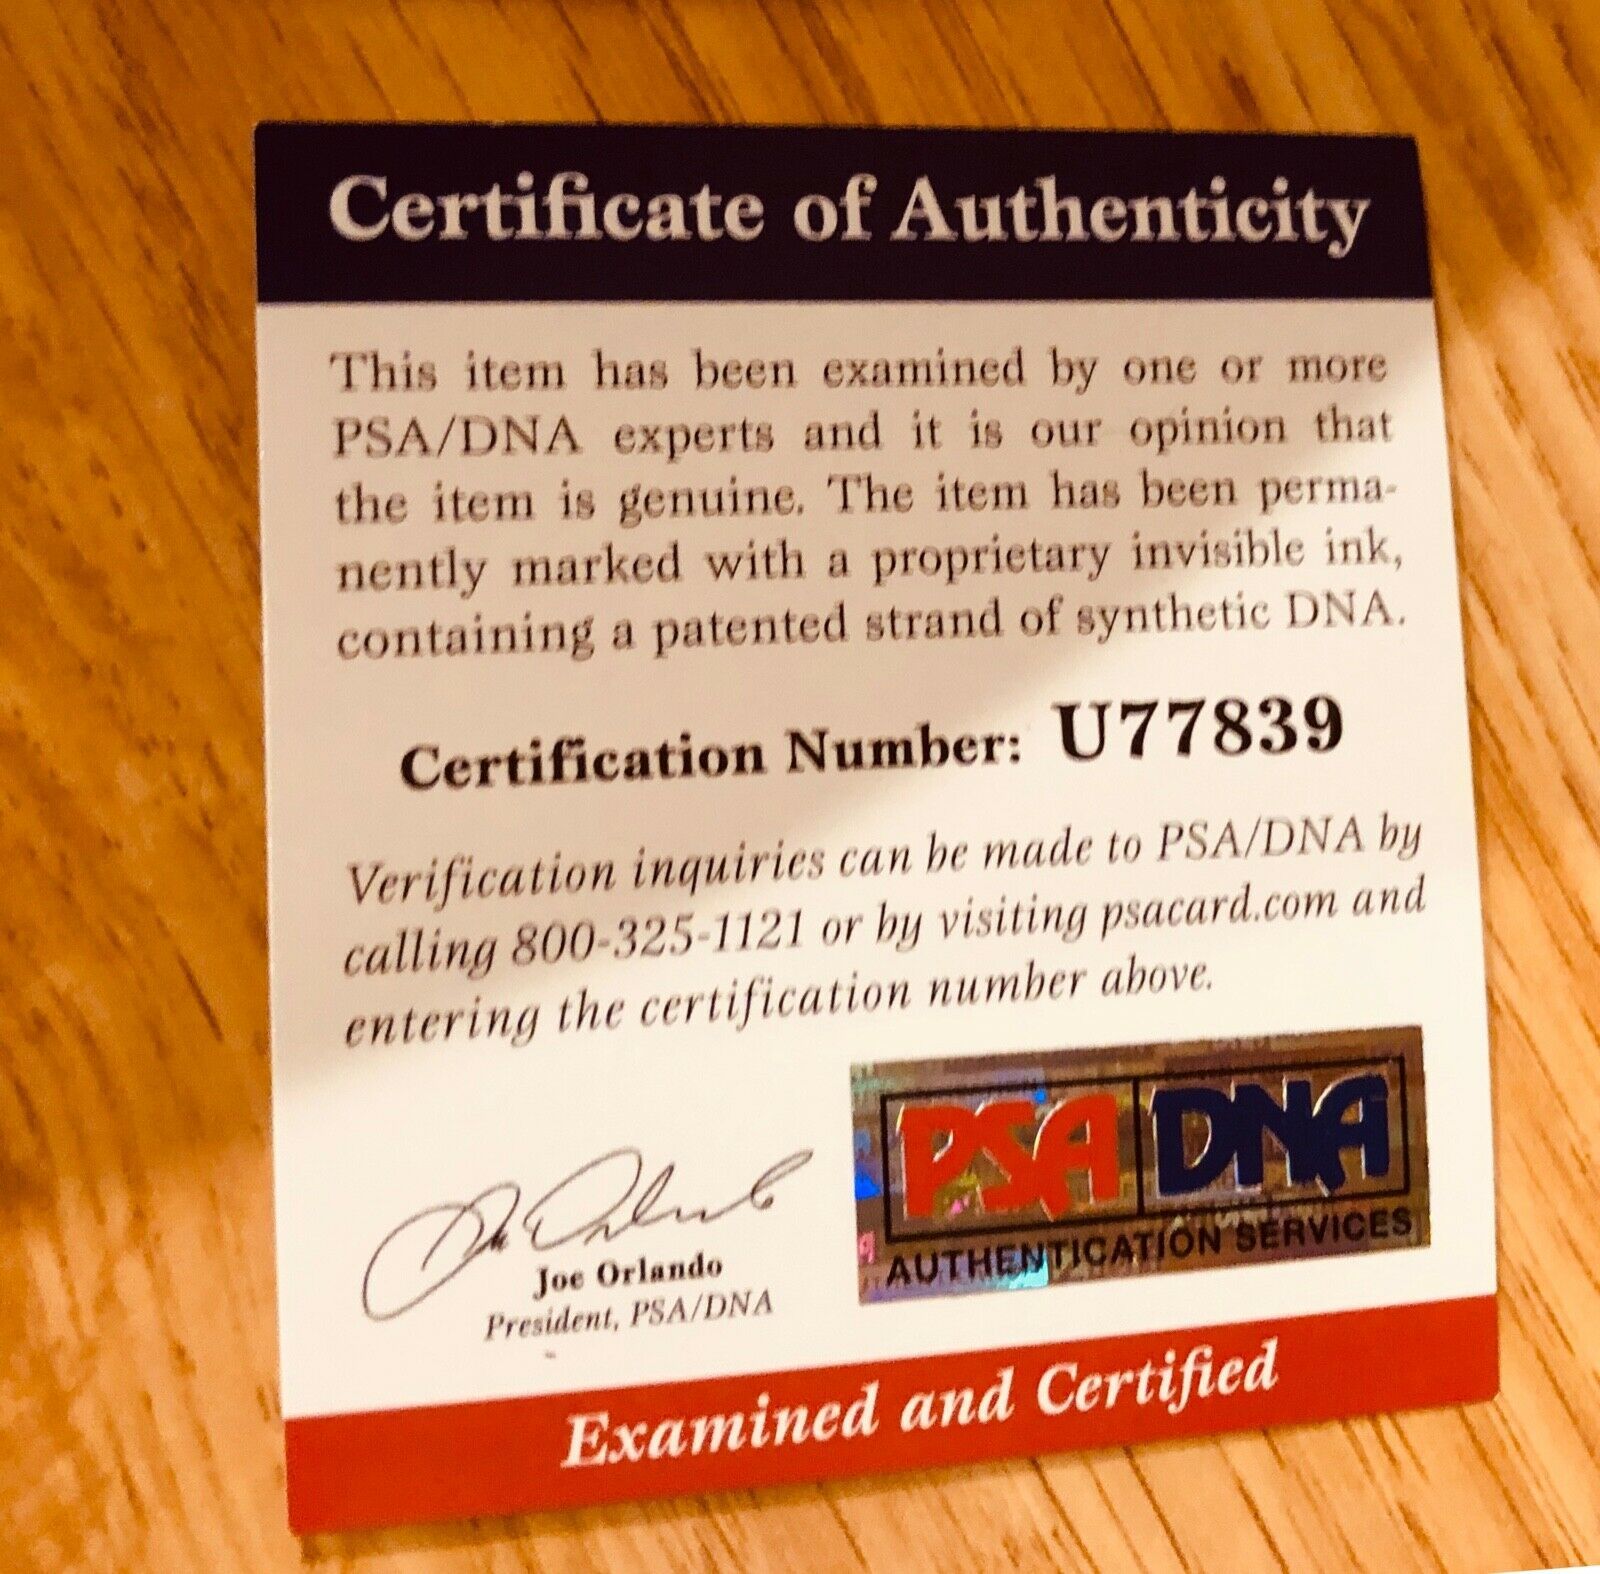 Certificate of Authenticity
This item has been examined by one or more
PSA/DNA experts and it is our opinion that
the item is genuine. The item has been perma-
nently marked with a proprietary invisible ink,
containing a patented strand of synthetic DNA.
Certification Number: U77839
Verification inquiries can be made to PSA/DNA by
calling 800-325-1121 or by visiting psacard.com and
entering the certification number above.
Joe Orlando
Joe Orlando
President, PSA/DNA
PSA DNA
AUTHENTICATION SERVICES
Examined and Certified